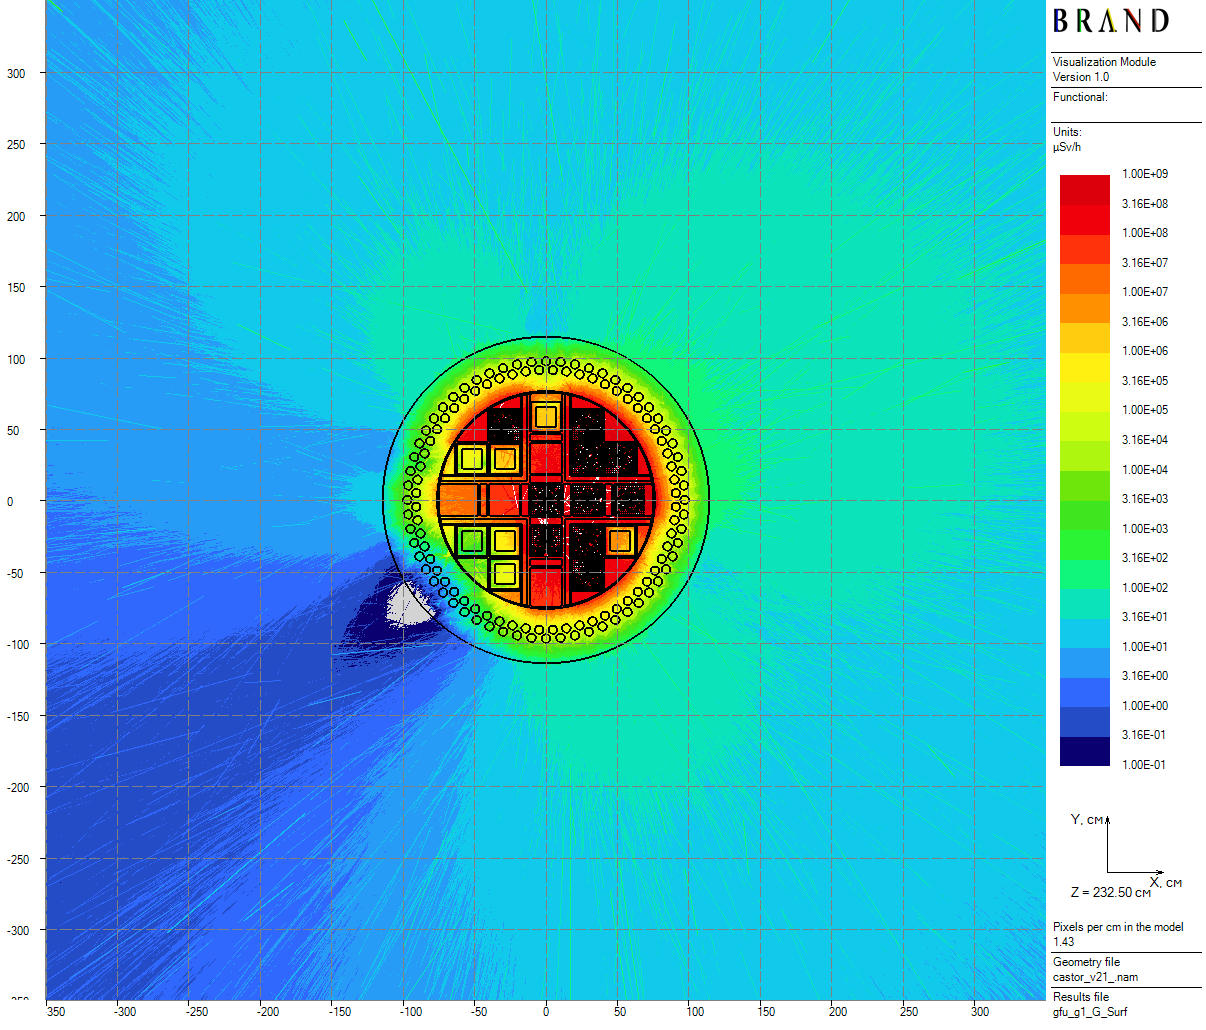 BRAND
Visualization Module
Version 1.0
Functional:
Units:
µSv/h
1.00E+09
3.16E+08
1.00E+08
3.16E+07
1.00E+07
3.16E+06
1.00E+06
3.16E+05
1.00E+05
3.16E+04
1.00E+04
3.16E+03
1.00E+03
3.16E+02
1.00E+02
3.16E+01
1.00E+01
3.16E+00
1.00E+00
3.16E-01
1.00E-01
Y, см
X, см
Z = 232.50 см
Pixels per cm in the model
1.43
Geometry file
castor_v21_.nam
Results file
gfu_g1_G_Surf
300
250
200
150
100
50
0
-50
-100
-150
-200
-250
-300
-350
350 -300 -250 -200 -150 -100 -50 0 50 100 150 200 250 300